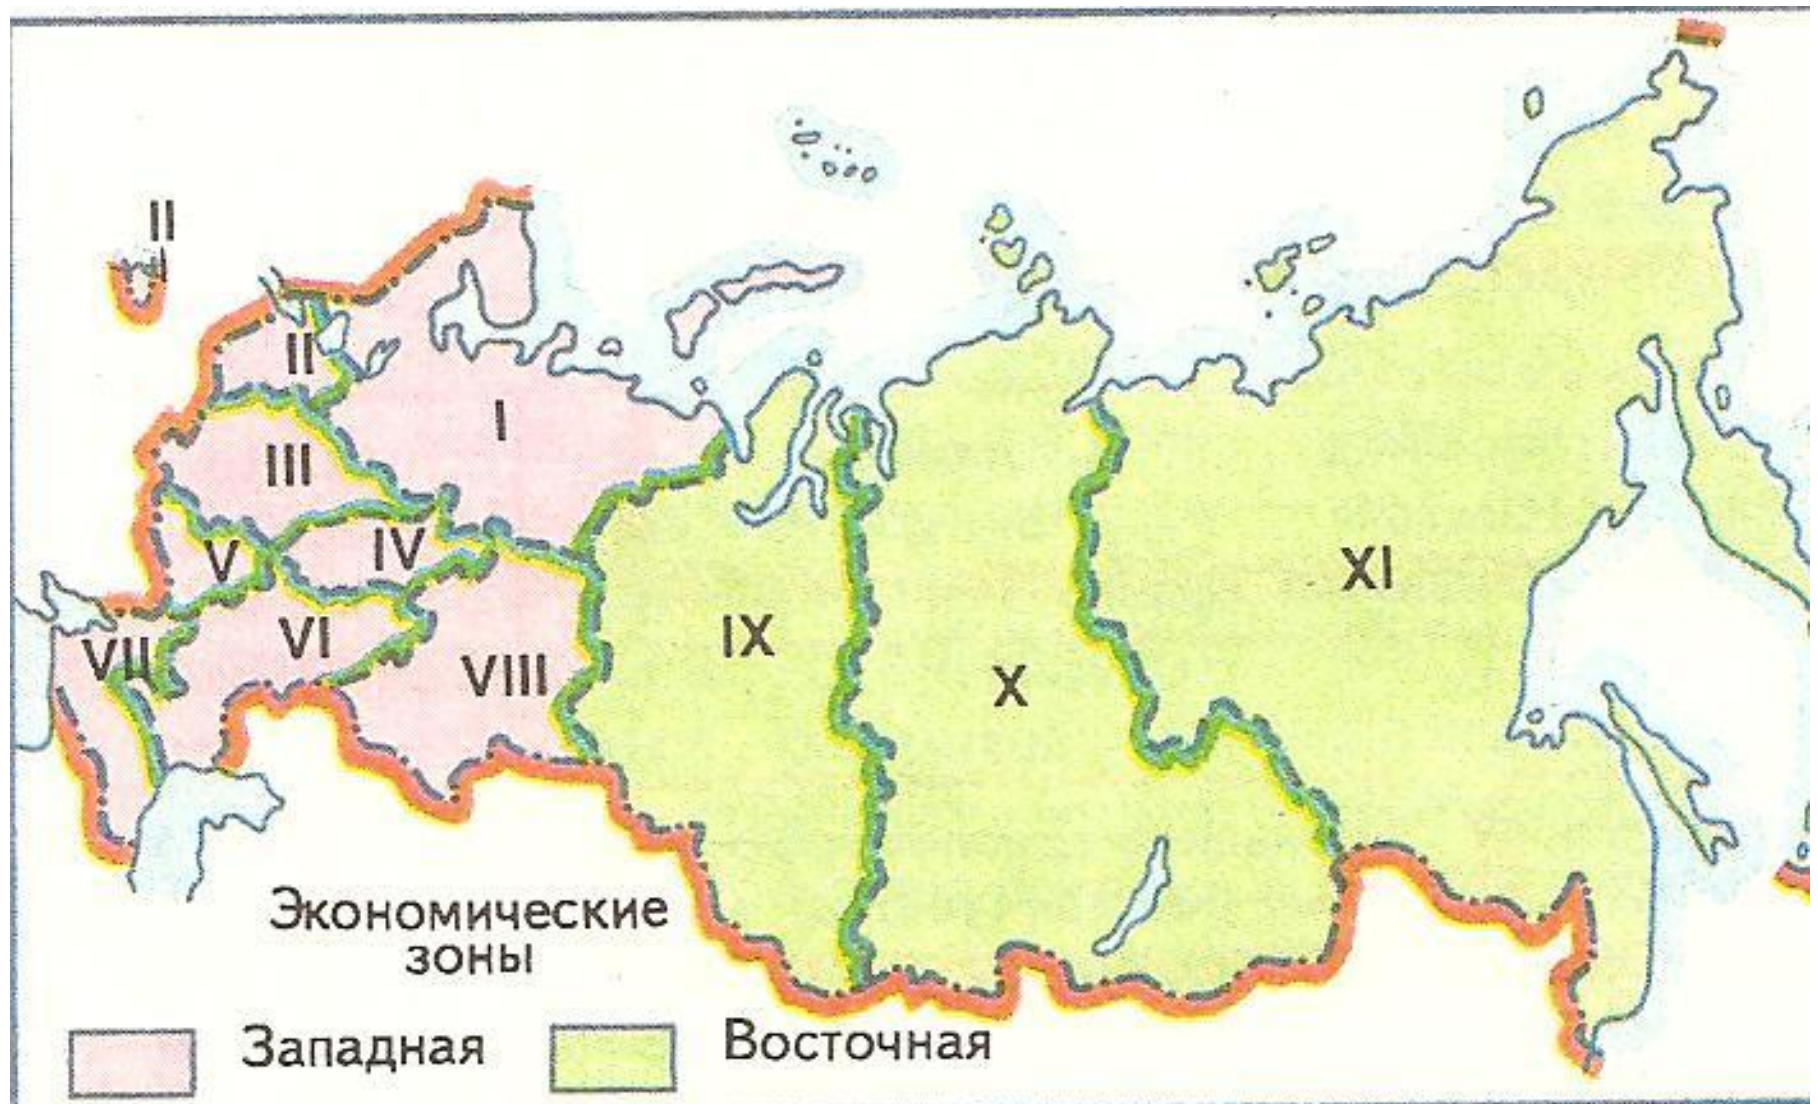 II
II
I
III
IV
V
VI
VII
VIII
IX
X
XI
Экономические
зоны
Западная
Восточная